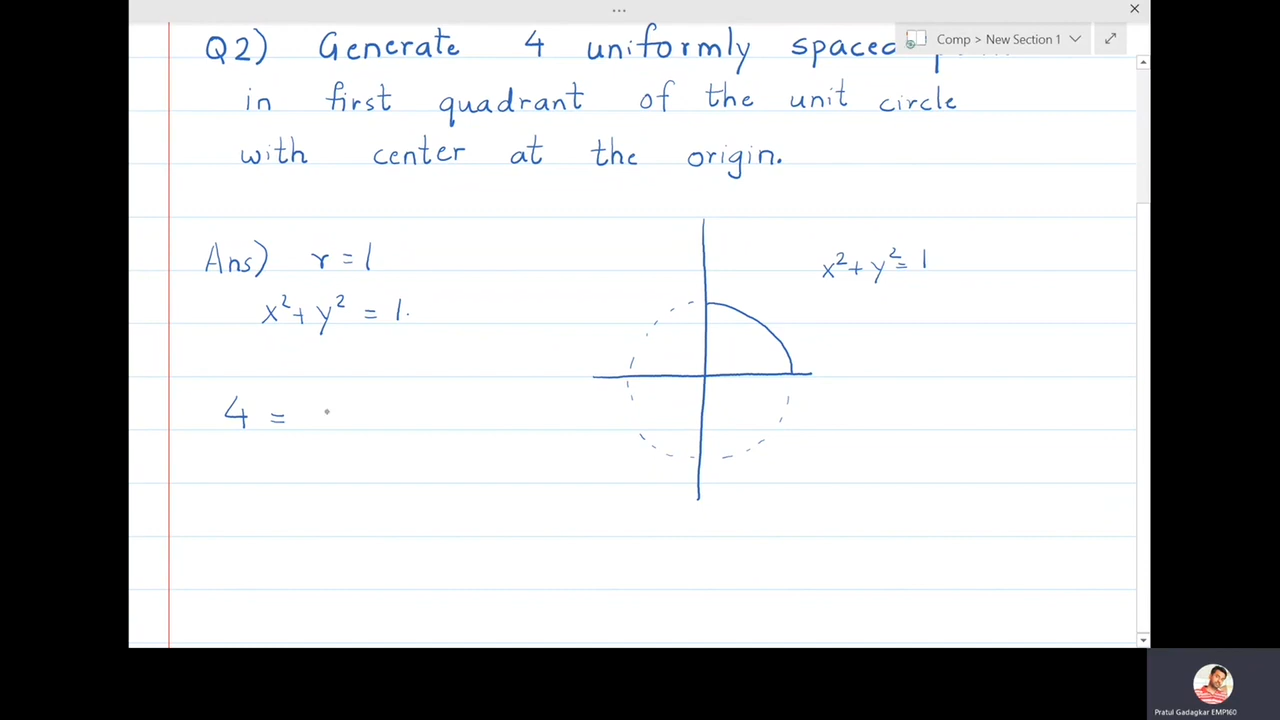 Comp > New Section 1
Q2) Generate 4 uniformly spaced
in first quadrant of the unit circle
with center at the origin.
Ans) r = 1
x² + y² = 1
x² + y² = 1.
4 =
Pratul Gadagkar EMP160